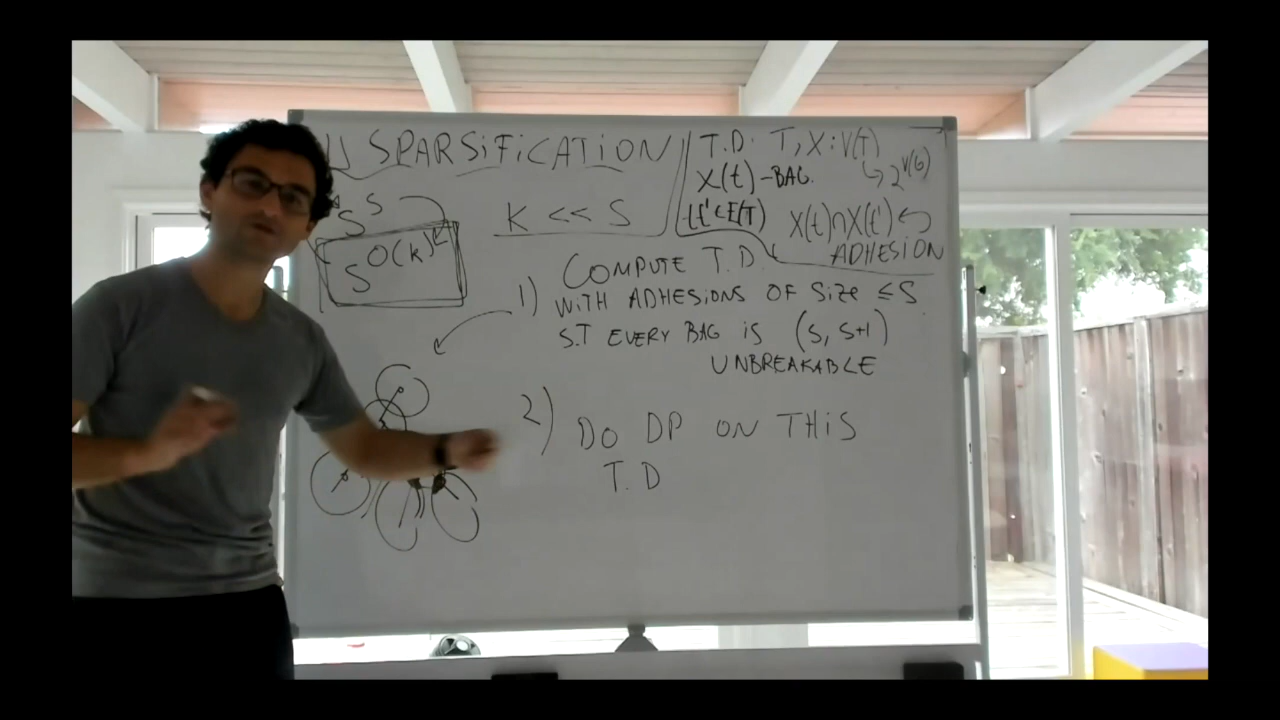 1) SPARSIFICATION
S^S
S^O(k)
K << S
T.D: T, X: V(T)
↳ 2^V(G)
X(t) - BAG.
tt' ∈ E(T) X(t) ∩ X(t')
ADHESION
1) COMPUTE T.D.
WITH ADHESIONS OF SIZE ≤ S
S.T EVERY BAG IS (S, S+1)
UNBREAKABLE
2) DO DP ON THIS
T.D